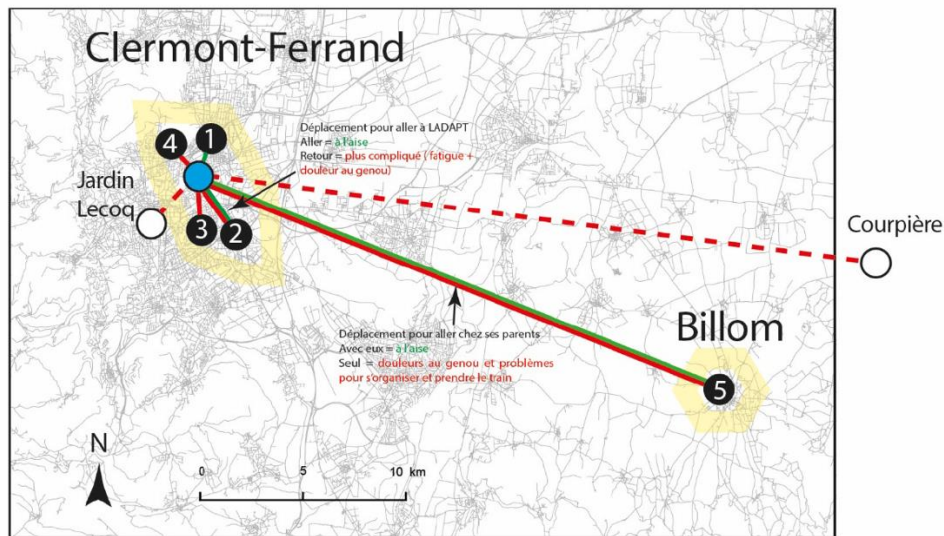 Clermont-Ferrand
4
1
Déplacement pour aller à LADAPT
Aller = à l'aise
Retour = plus compliqué ( fatigue +
douleur au genou)
Jardin
Lecoq
3
2
Courpière
Déplacement pour aller chez ses parents
Avec eux = à l'aise
Seul = douleurs au genou et problèmes
pour s'organiser et prendre le train
Billom
5
N
0 5 10 km